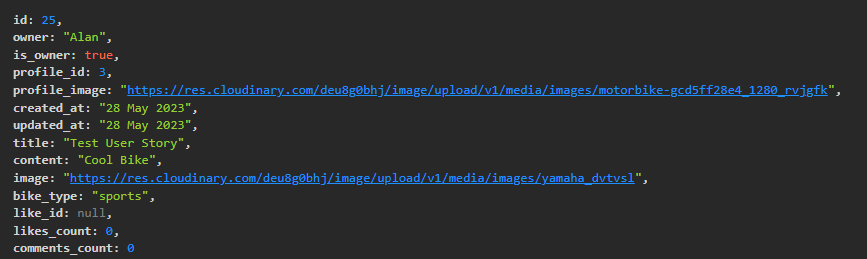 id: 25,
owner: "Alan",
is_owner: true,
profile_id: 3,
profile_image: "https://res.cloudinary.com/deu8g0bhj/image/upload/v1/media/images/motorbike-gcd5ff28e4_1280_rvjgfk",
created_at: "28 May 2023",
updated_at: "28 May 2023",
title: "Test User Story",
content: "Cool Bike",
image: "https://res.cloudinary.com/deu8g0bhj/image/upload/v1/media/images/yamaha_dvtvsl",
bike_type: "sports",
like_id: null,
likes_count: 0,
comments_count: 0